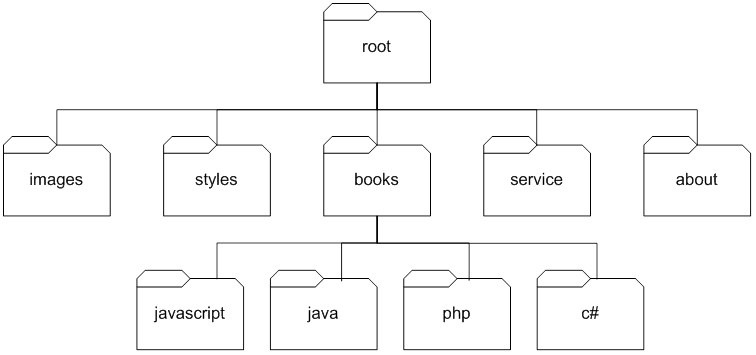 root
images
styles
books
service
about
javascript
java
php
c#